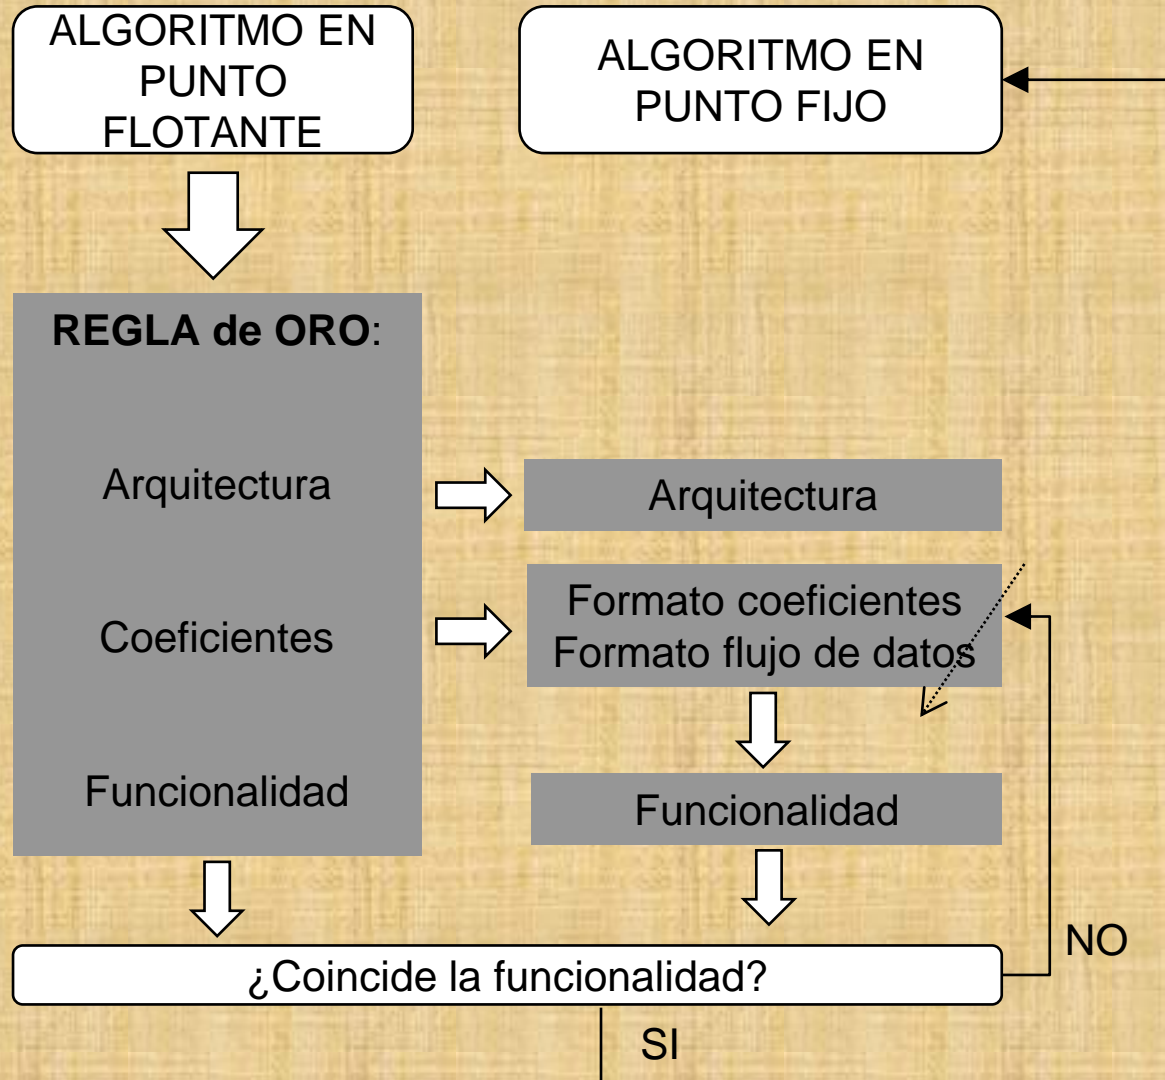 ALGORITMO EN
PUNTO
FLOTANTE
ALGORITMO EN
PUNTO FIJO
REGLA de ORO:
Arquitectura
Coeficientes
Funcionalidad
Arquitectura
Formato coeficientes
Formato flujo de datos
Funcionalidad
¿Coincide la funcionalidad?
NO
SI